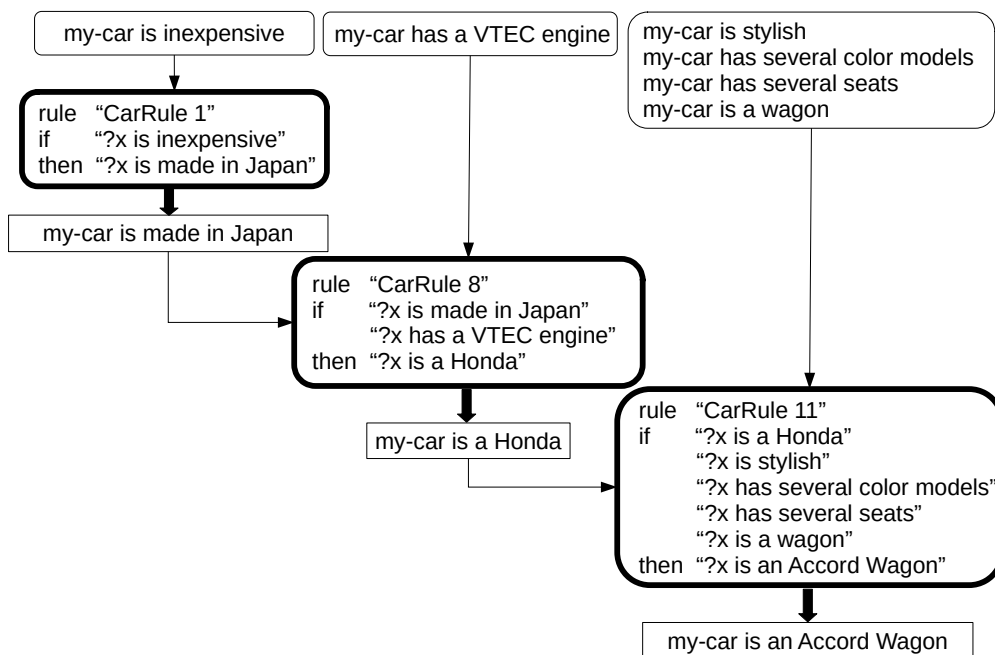 my-car is inexpensive
my-car has a VTEC engine
my-car is stylish
my-car has several color models
my-car has several seats
my-car is a wagon
rule “CarRule 1”
if “?x is inexpensive”
then “?x is made in Japan”
my-car is made in Japan
rule “CarRule 8”
if “?x is made in Japan”
“?x has a VTEC engine”
then “?x is a Honda”
my-car is a Honda
rule “CarRule 11”
if “?x is a Honda”
“?x is stylish”
“?x has several color models”
“?x has several seats”
“?x is a wagon”
then “?x is an Accord Wagon”
my-car is an Accord Wagon